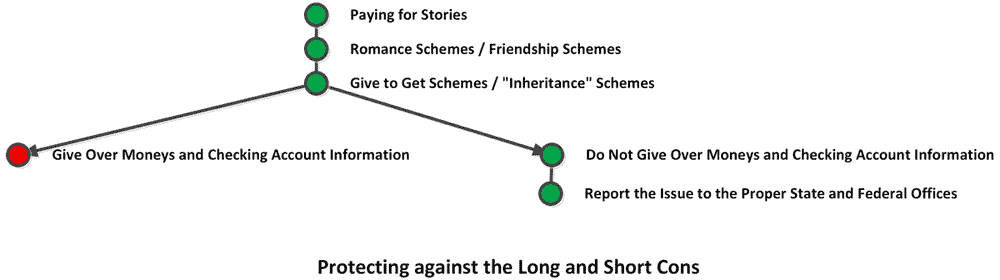 Paying for Stories
Romance Schemes / Friendship Schemes
Give to Get Schemes / "Inheritance" Schemes
Give Over Moneys and Checking Account Information
Do Not Give Over Moneys and Checking Account Information
Report the Issue to the Proper State and Federal Offices
Protecting against the Long and Short Cons